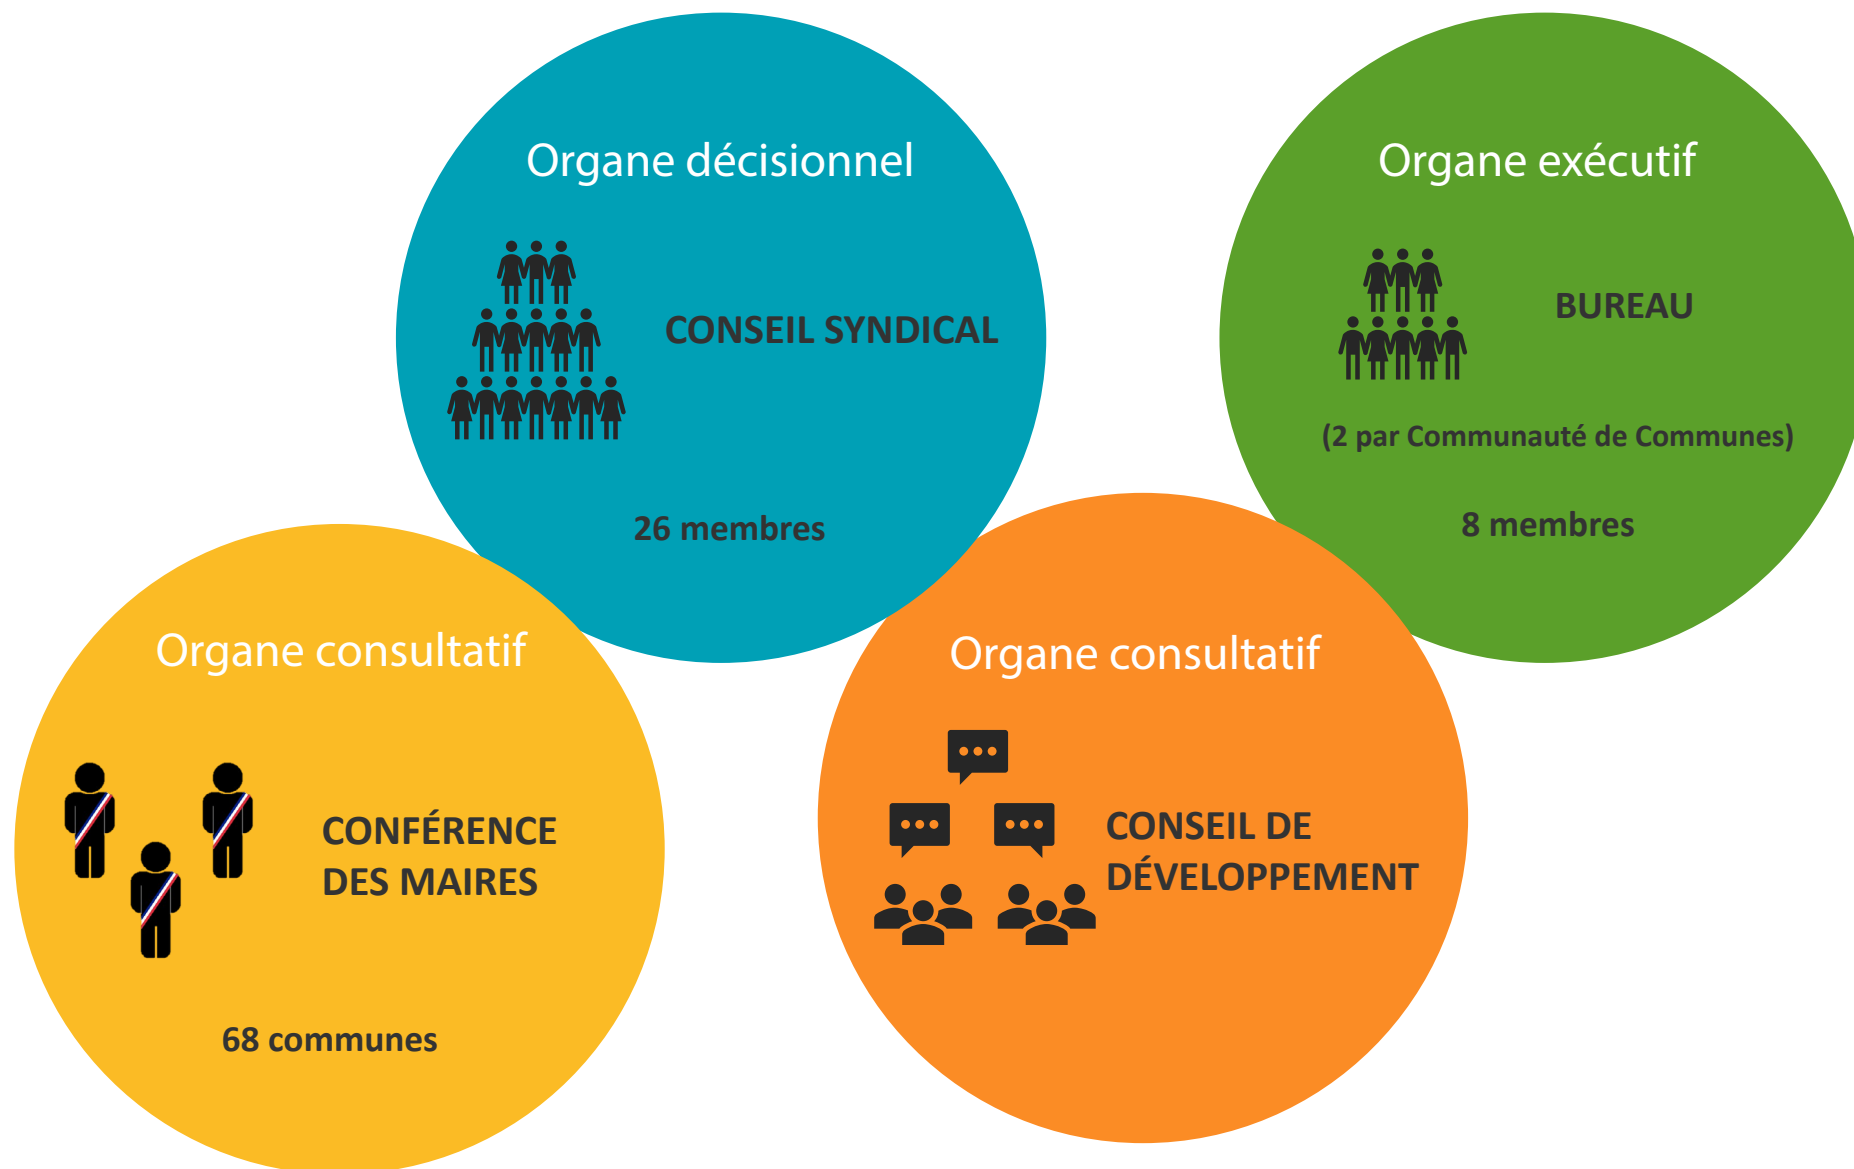 Organe décisionnel
CONSEIL SYNDICAL
26 membres
Organe exécutif
BUREAU
(2 par Communauté de Communes)
8 membres
Organe consultatif
CONFÉRENCE
DES MAIRES
68 communes
Organe consultatif
CONSEIL DE
DÉVELOPPEMENT